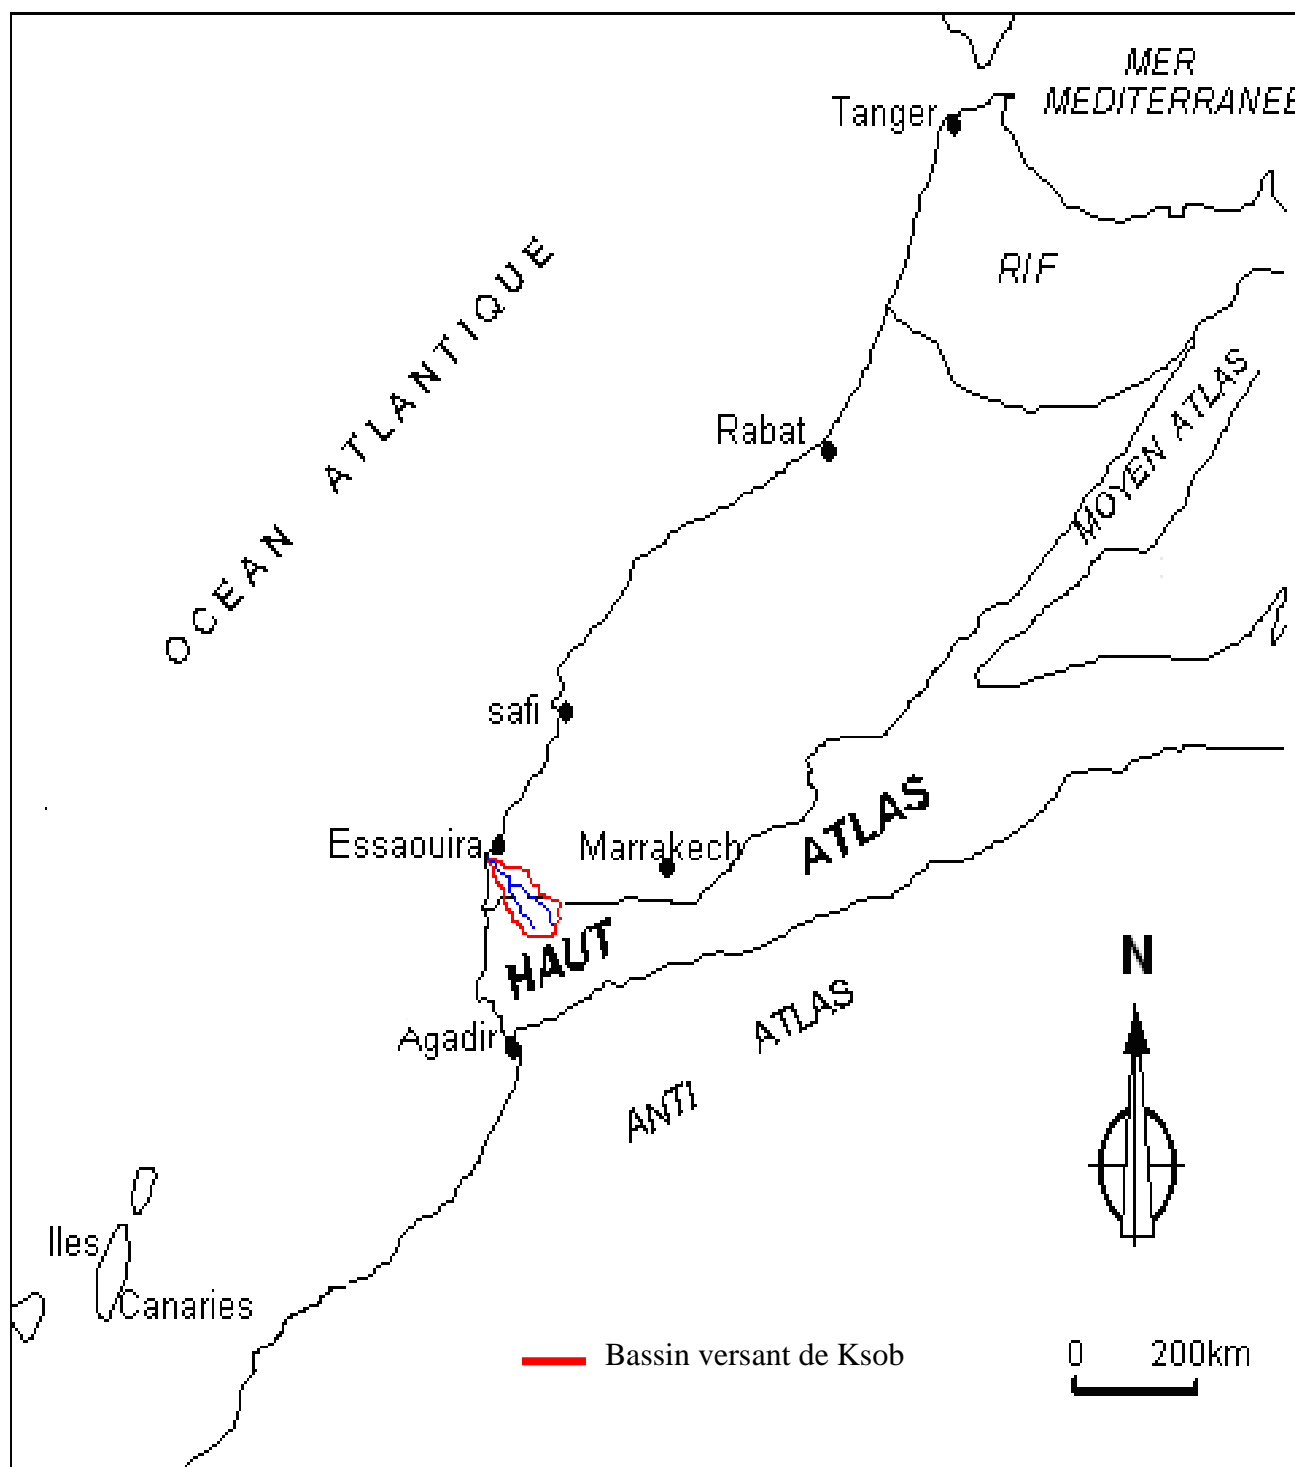 MER
MEDITERRANEE
Tanger
RIF
OCEAN ATLANTIQUE
MOYEN ATLAS
Rabat
safi
Essaouira
Marrakech
HAUT ATLAS
N
Agadir
ANTI ATLAS
Iles
Canaries
Bassin versant de Ksob
0 200km